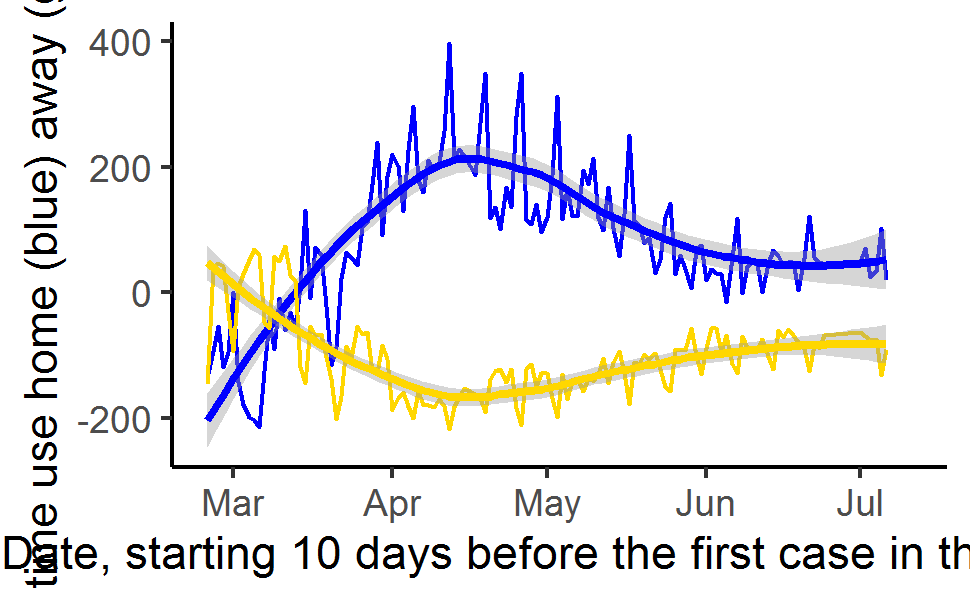 time use home (blue) away (
400
200
0
-200
Mar Apr May Jun Jul
Date, starting 10 days before the first case in th